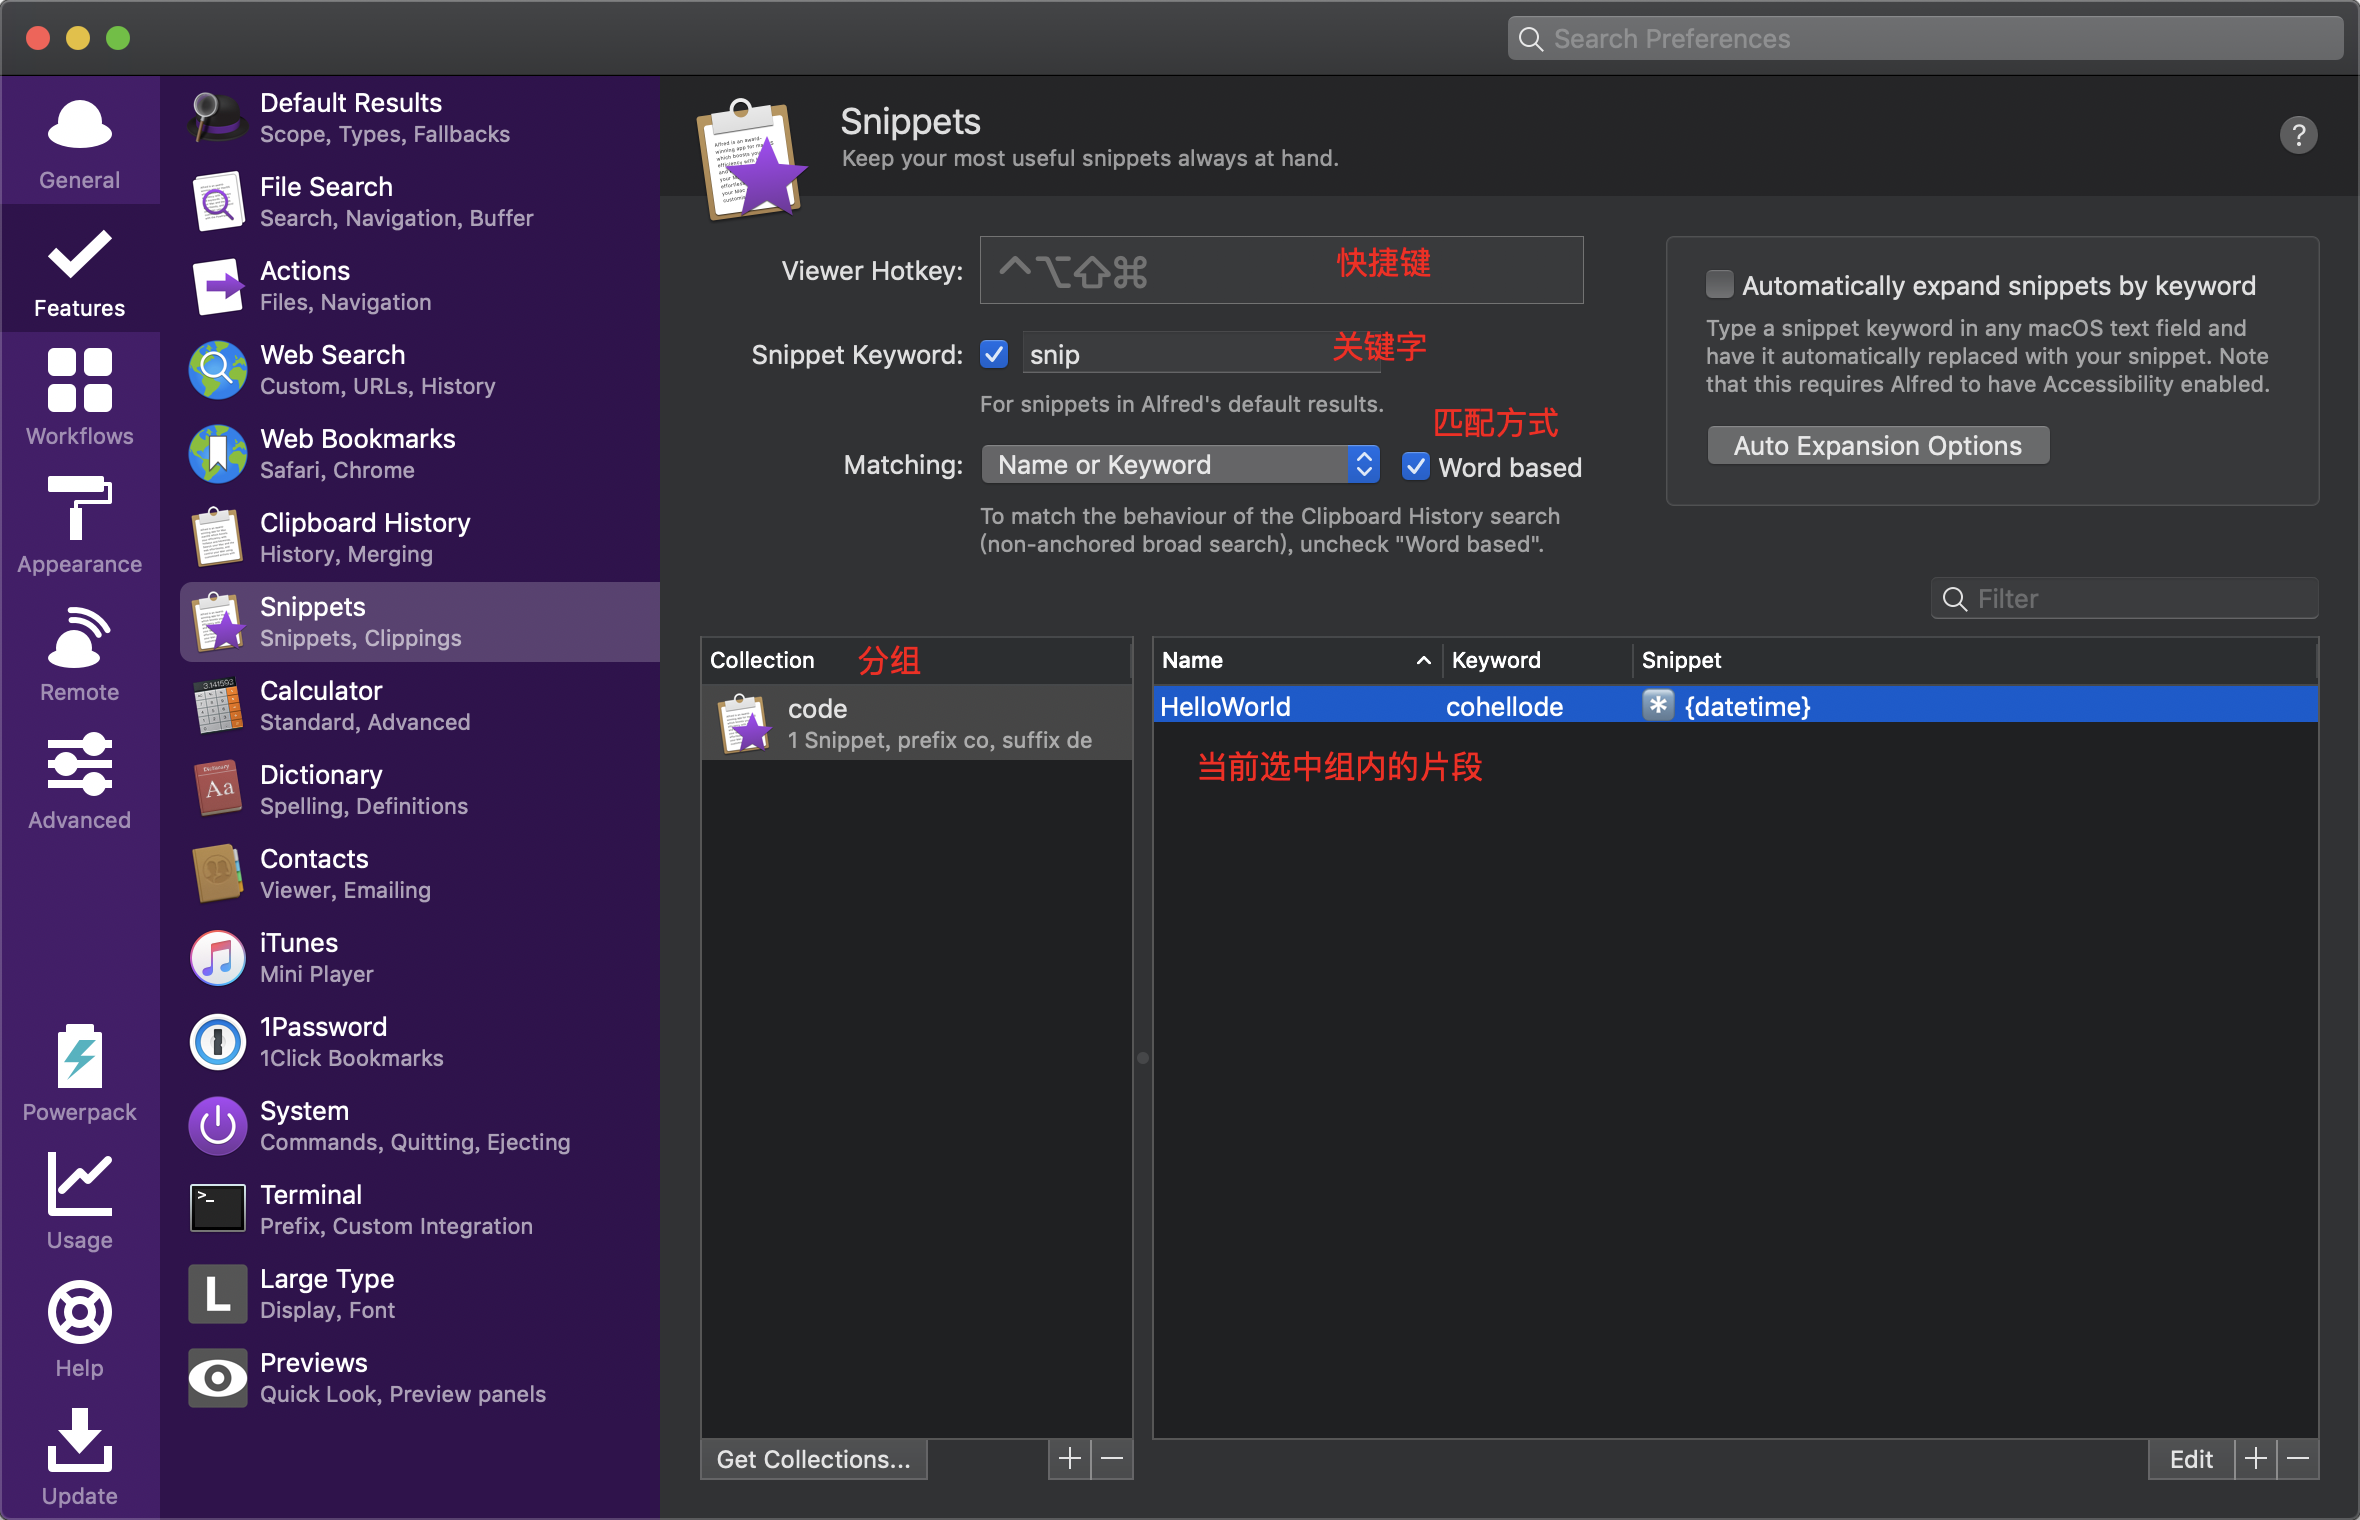 Search Preferences
General
Features
Workflows
Appearance
Remote
Advanced
Powerpack
Usage
Help
Update
Default Results
Scope, Types, Fallbacks
File Search
Search, Navigation, Buffer
Actions
Files, Navigation
Web Search
Custom, URLs, History
Web Bookmarks
Safari, Chrome
Clipboard History
History, Merging
Snippets
Snippets, Clippings
Calculator
Standard, Advanced
Dictionary
Spelling, Definitions
Contacts
Viewer, Emailing
iTunes
Mini Player
1Password
1Click Bookmarks
System
Commands, Quitting, Ejecting
Terminal
Prefix, Custom Integration
Large Type
Display, Font
Previews
Quick Look, Preview panels
Snippets
Keep your most useful snippets always at hand.
?
Viewer Hotkey: ^⌥⇧⌘ 快捷键
Snippet Keyword: snip 关键字
For snippets in Alfred's default results.
匹配方式
Matching: Name or Keyword Word based
To match the behaviour of the Clipboard History search
(non-anchored broad search), uncheck "Word based".
Automatically expand snippets by keyword
Type a snippet keyword in any macOS text field and
have it automatically replaced with your snippet. Note
that this requires Alfred to have Accessibility enabled.
Auto Expansion Options
Filter
Collection 分组
code
1 Snippet, prefix co, suffix de
Name Keyword Snippet
HelloWorld cohellode * {datetime}
当前选中组内的片段
Get Collections... + −
Edit + −